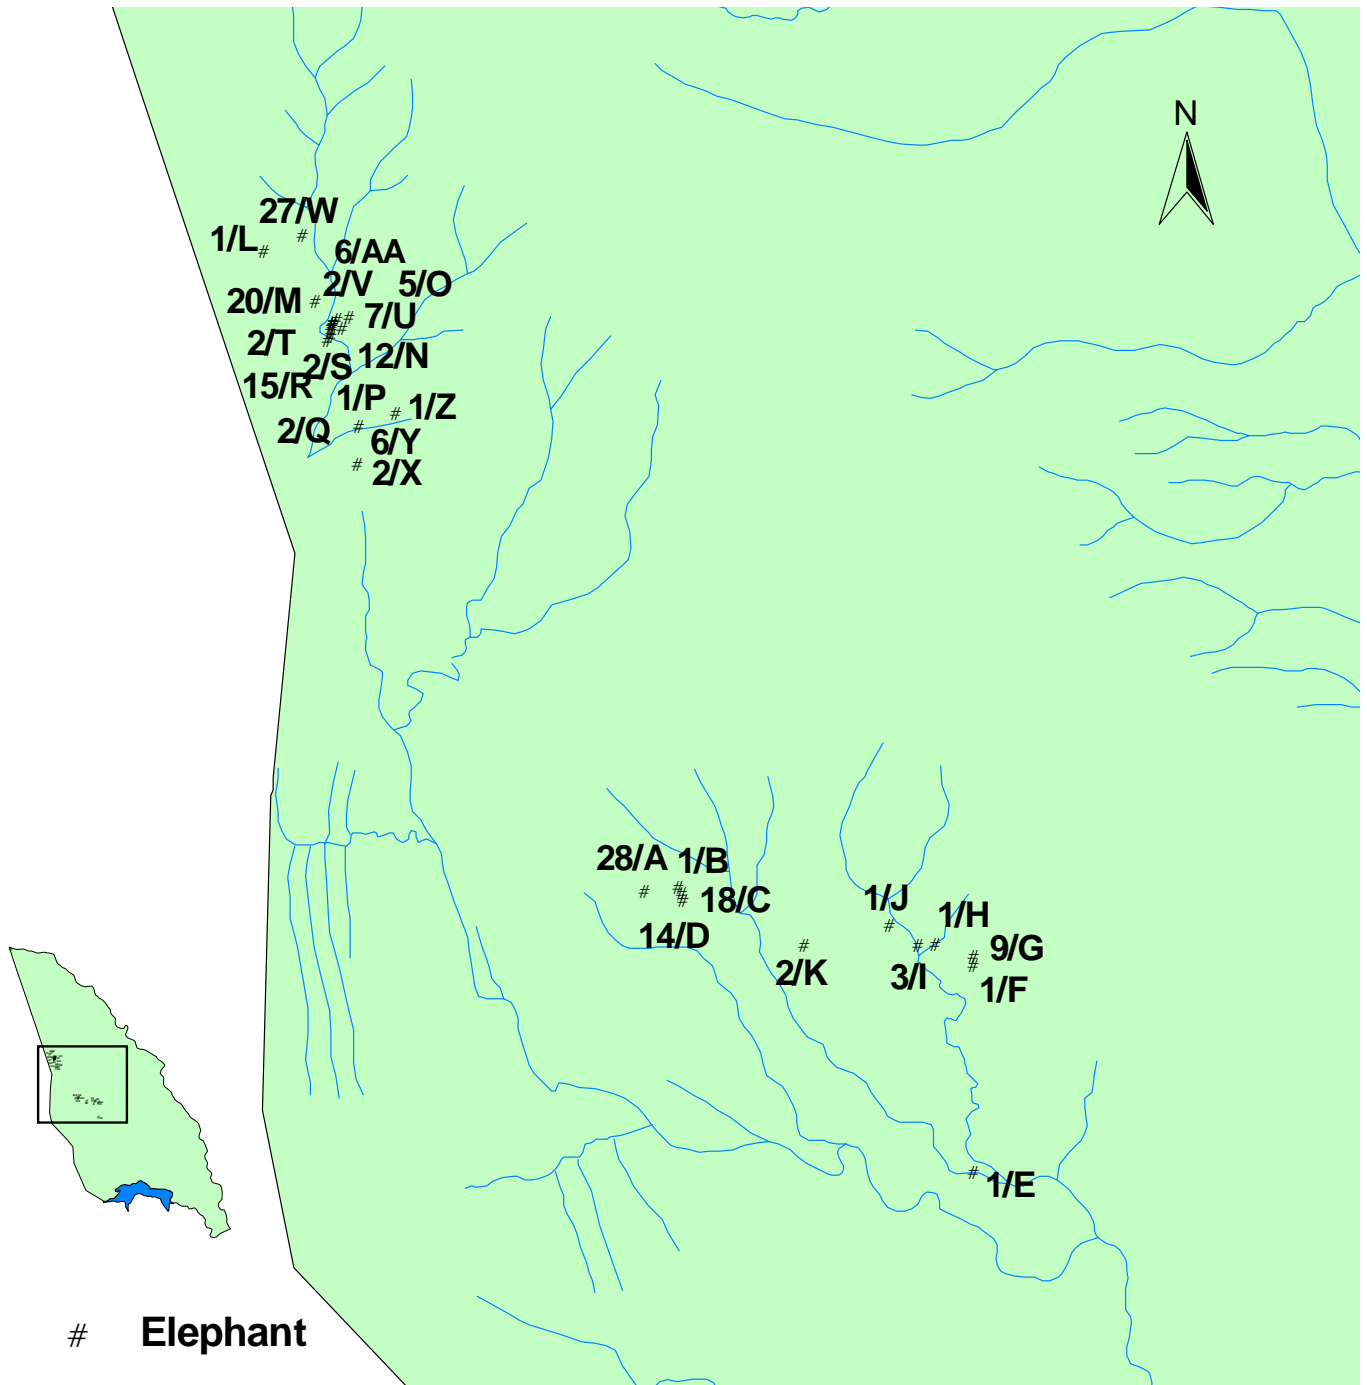 N
27/W
1/L
6/AA
2/V
5/O
20/M
7/U
2/T
12/N
2/S
15/R
1/P
1/Z
2/Q
6/Y
2/X
28/A
1/B
18/C
14/D
1/J
1/H
9/G
2/K
3/I
1/F
1/E
# Elephant